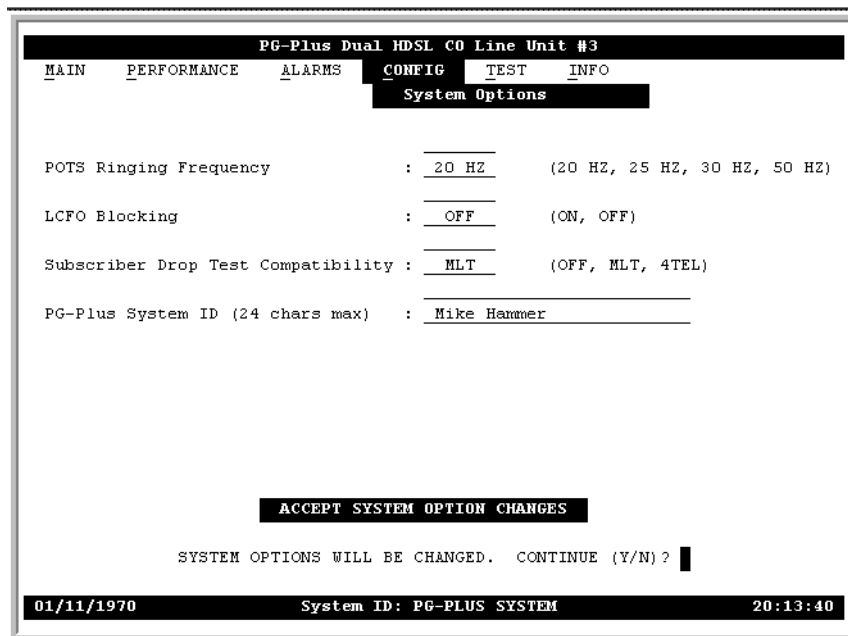 PG-Plus Dual HDSL CO Line Unit #3
MAIN PERFORMANCE ALARMS CONFIG TEST INFO
System Options
POTS Ringing Frequency : 20 HZ (20 HZ, 25 HZ, 30 HZ, 50 HZ)
LCFO Blocking : OFF (ON, OFF)
Subscriber Drop Test Compatibility : MLT (OFF, MLT, 4TEL)
PG-Plus System ID (24 chars max) : Mike Hammer
ACCEPT SYSTEM OPTION CHANGES
SYSTEM OPTIONS WILL BE CHANGED. CONTINUE (Y/N)?
01/11/1970 System ID: PG-PLUS SYSTEM 20:13:40